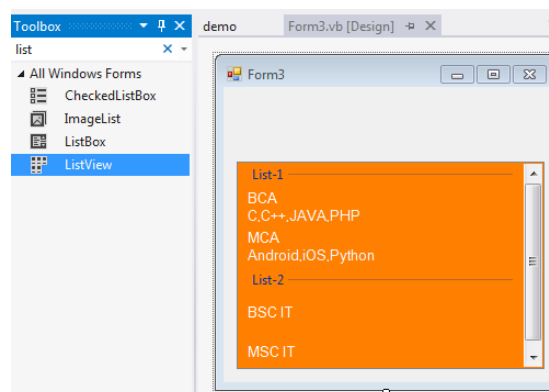 Toolbox
list
All Windows Forms
CheckedListBox
ImageList
ListBox
ListView
demo
Form3.vb [Design]
Form3
List-1
BCA
C,C++,JAVA,PHP
MCA
Android,iOS,Python
List-2
BSC IT
MSC IT